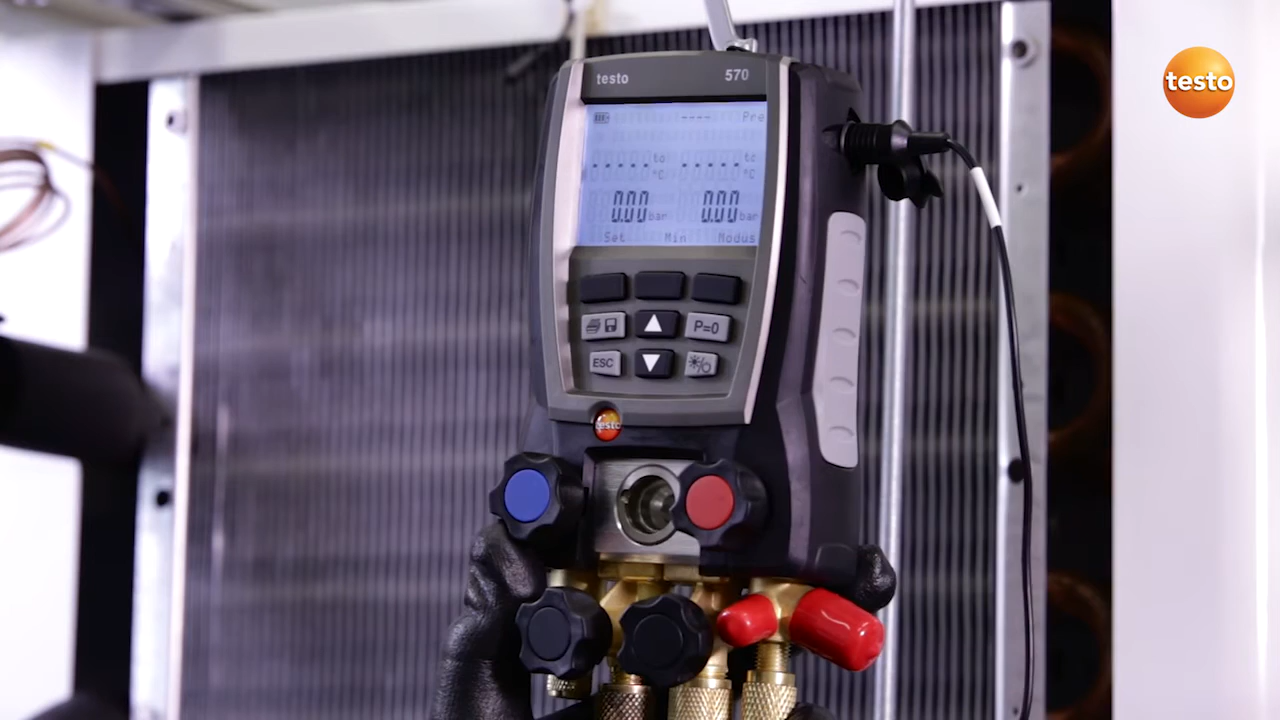 testo
testo 570
---- Pre
to tc
°C °C
0.00 bar 0.00 bar
Set Min Modus
P=0
ESC
testo